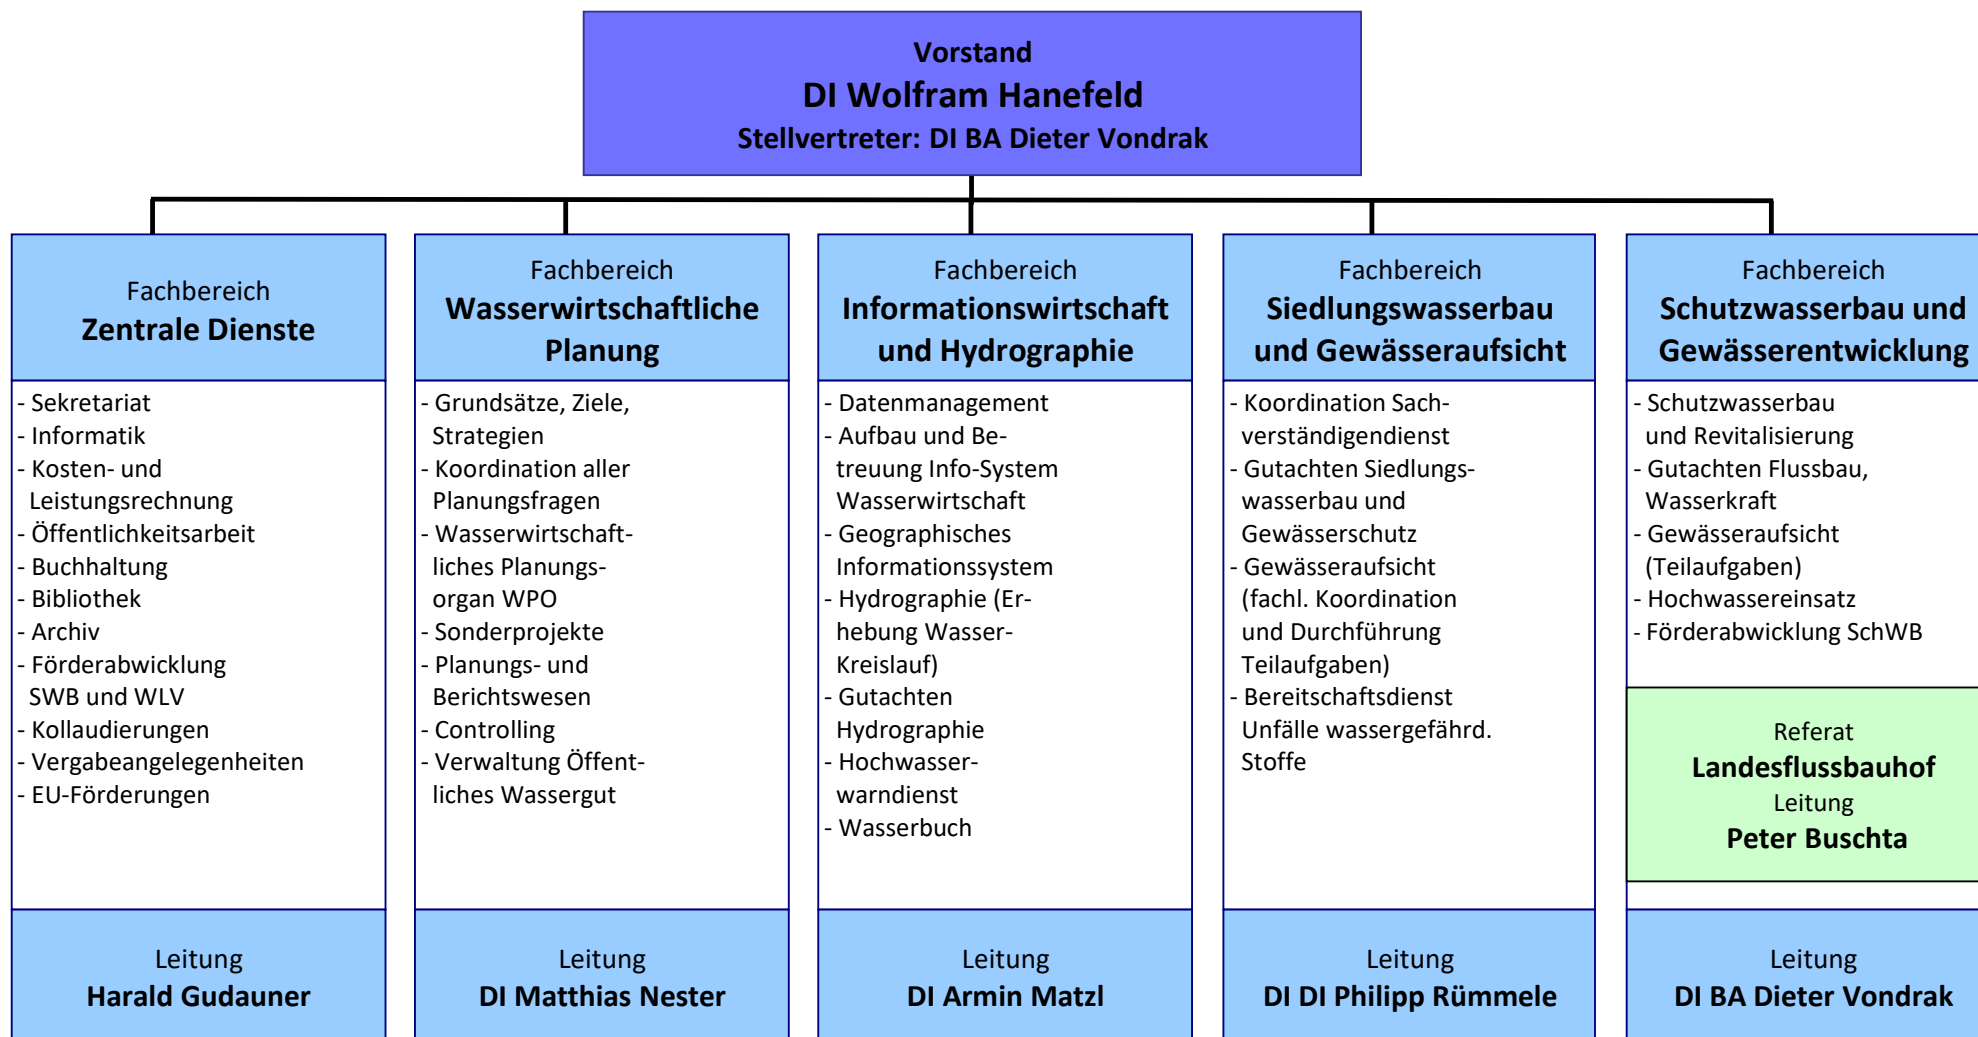 Vorstand
DI Wolfram Hanefeld
Stellvertreter: DI BA Dieter Vondrak
Fachbereich
Zentrale Dienste
- Sekretariat
- Informatik
- Kosten- und
Leistungsrechnung
- Öffentlichkeitsarbeit
- Buchhaltung
- Bibliothek
- Archiv
- Förderabwicklung
SWB und WLV
- Kollaudierungen
- Vergabeangelegenheiten
- EU-Förderungen
Leitung
Harald Gudauner
Fachbereich
Wasserwirtschaftliche
Planung
- Grundsätze, Ziele,
Strategien
- Koordination aller
Planungsfragen
- Wasserwirtschaft-
liches Planungs-
organ WPO
- Sonderprojekte
- Planungs- und
Berichtswesen
- Controlling
- Verwaltung Öffent-
liches Wassergut
Leitung
DI Matthias Nester
Fachbereich
Informationswirtschaft
und Hydrographie
- Datenmanagement
- Aufbau und Be-
treuung Info-System
Wasserwirtschaft
- Geographisches
Informationssystem
- Hydrographie (Er-
hebung Wasser-
Kreislauf)
- Gutachten
Hydrographie
- Hochwasser-
warndienst
- Wasserbuch
Leitung
DI Armin Matzl
Fachbereich
Siedlungswasserbau
und Gewässeraufsicht
- Koordination Sach-
verständigendienst
- Gutachten Siedlungs-
wasserbau und
Gewässerschutz
- Gewässeraufsicht
(fachl. Koordination
und Durchführung
Teilaufgaben)
- Bereitschaftsdienst
Unfälle wassergefährd.
Stoffe
Leitung
DI DI Philipp Rümmele
Fachbereich
Schutzwasserbau und
Gewässerentwicklung
- Schutzwasserbau
und Revitalisierung
- Gutachten Flussbau,
Wasserkraft
- Gewässeraufsicht
(Teilaufgaben)
- Hochwassereinsatz
- Förderabwicklung SchWB
Referat
Landesflussbauhof
Leitung
Peter Buschta
Leitung
DI BA Dieter Vondrak